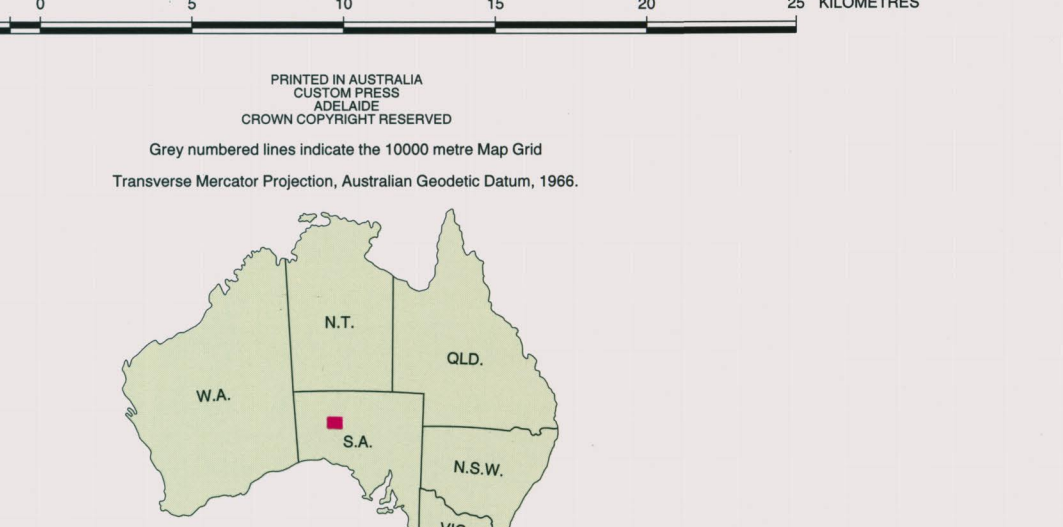 0 5 10 15 20 25 KILOMETRES
PRINTED IN AUSTRALIA
CUSTOM PRESS
ADELAIDE
CROWN COPYRIGHT RESERVED
Grey numbered lines indicate the 10000 metre Map Grid
Transverse Mercator Projection, Australian Geodetic Datum, 1966.
N.T.
QLD.
W.A.
S.A.
N.S.W.
VIC.